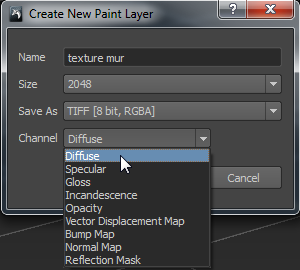 Create New Paint Layer
Name texture mur
Size 2048
Save As TIFF [8 bit, RGBA]
Channel Diffuse
Diffuse
Specular
Gloss
Cancel
Incandescence
Opacity
Vector Displacement Map
Bump Map
Normal Map
Reflection Mask